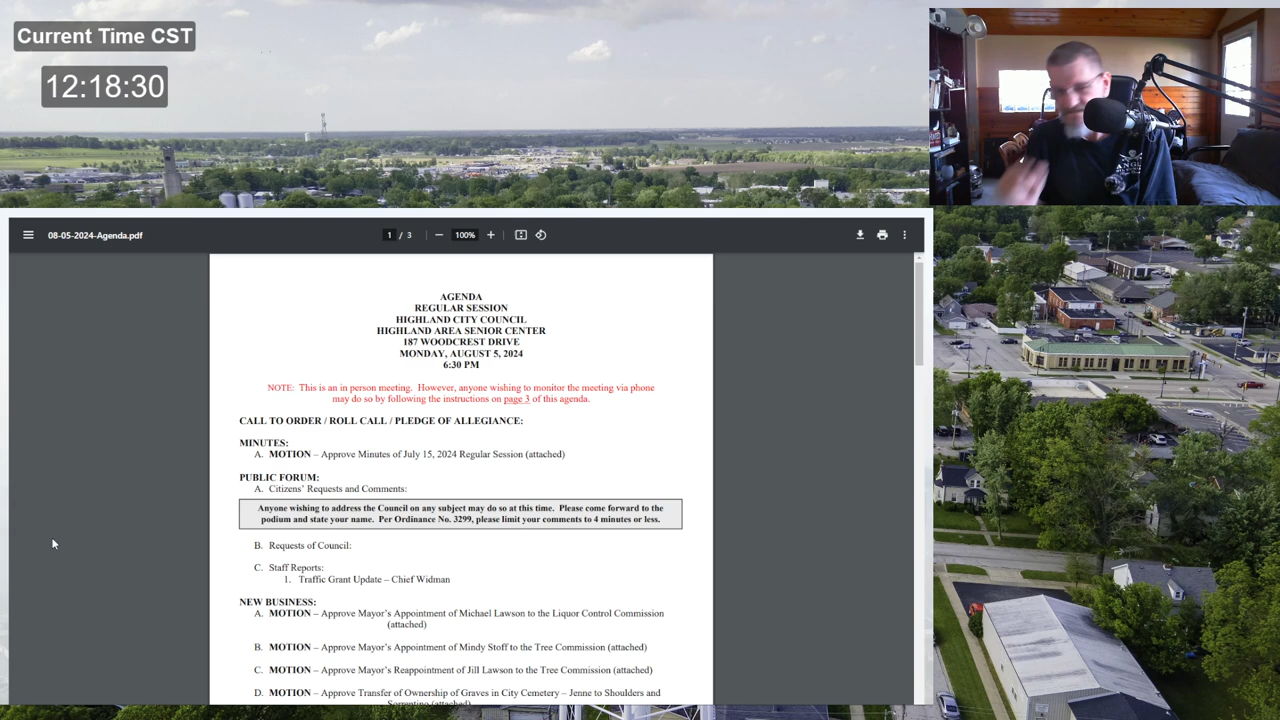 Current Time CST
12:18:30
08-05-2024-Agenda.pdf
1 / 3
100%
AGENDA
REGULAR SESSION
HIGHLAND CITY COUNCIL
HIGHLAND AREA SENIOR CENTER
187 WOODCREST DRIVE
MONDAY, AUGUST 5, 2024
6:30 PM
NOTE: This is an in person meeting. However, anyone wishing to monitor the meeting via phone
may do so by following the instructions on page 3 of this agenda.
CALL TO ORDER / ROLL CALL / PLEDGE OF ALLEGIANCE:
MINUTES:
A. MOTION – Approve Minutes of July 15, 2024 Regular Session (attached)
PUBLIC FORUM:
A. Citizens' Requests and Comments:
Anyone wishing to address the Council on any subject may do so at this time. Please come forward to the
podium and state your name. Per Ordinance No. 3299, please limit your comments to 4 minutes or less.
B. Requests of Council:
C. Staff Reports:
1. Traffic Grant Update – Chief Widman
NEW BUSINESS:
A. MOTION – Approve Mayor's Appointment of Michael Lawson to the Liquor Control Commission
(attached)
B. MOTION – Approve Mayor's Appointment of Mindy Stoff to the Tree Commission (attached)
C. MOTION – Approve Mayor's Reappointment of Jill Lawson to the Tree Commission (attached)
D. MOTION – Approve Transfer of Ownership of Graves in City Cemetery – Jenne to Shoulders and
Sorrentino (attached)